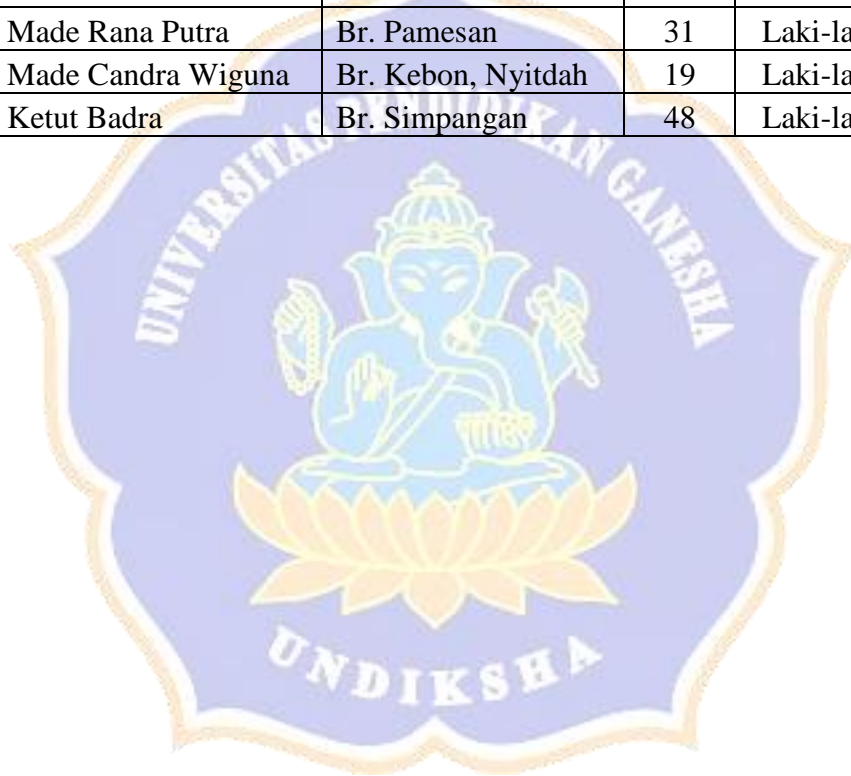 Made Rana Putra Br. Pamesan 31 Laki-la
Made Candra Wiguna Br. Kebon, Nyitdah 19 Laki-la
Ketut Badra Br. Simpangan 48 Laki-la
UNIVERSITAS PENDIDIKAN GANESHA
UNDIKSHA